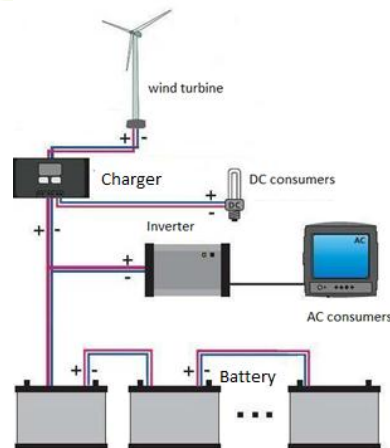 wind turbine
+ -
Charger
DC consumers
+
-
DC
+ -
Inverter
+
-
AC
AC consumers
+ -
+ -
Battery